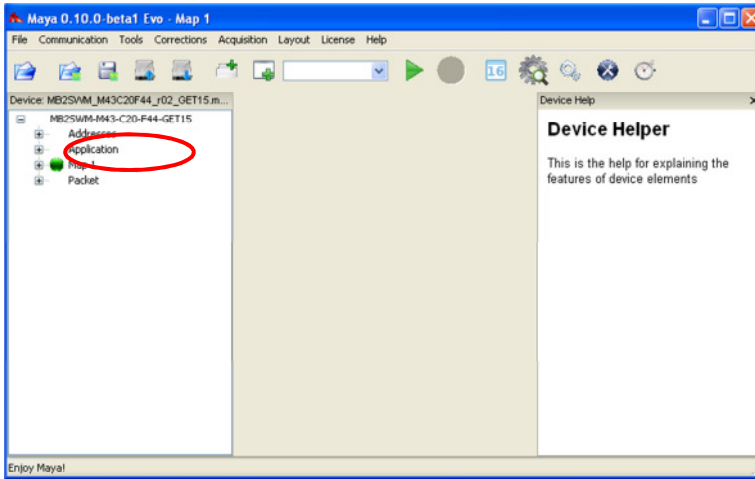 Maya 0.10.0-beta1 Evo - Map 1
File Communication Tools Corrections Acquisition Layout License Help
16
Device: MB2SWM_M43C20F44_r02_GET15.m...
Device Help
MB2SWM-M43-C20-F44-GET15
Addresses
Application
Map 1
Packet
Device Helper
This is the help for explaining the
features of device elements
Enjoy Maya!